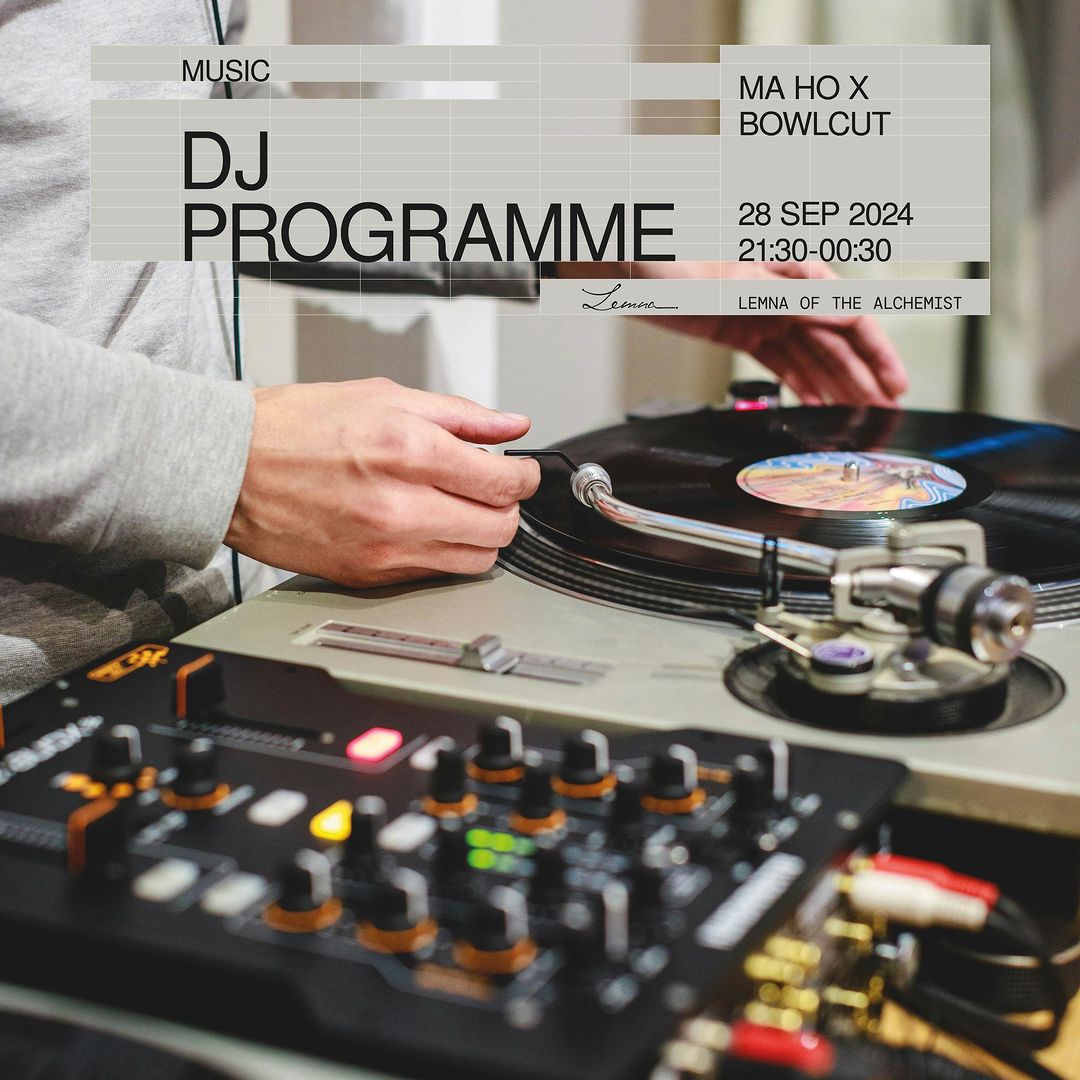 MUSIC
DJ
PROGRAMME
MA HO X
BOWLCUT
28 SEP 2024
21:30-00:30
Lemna.
LEMNA OF THE ALCHEMIST